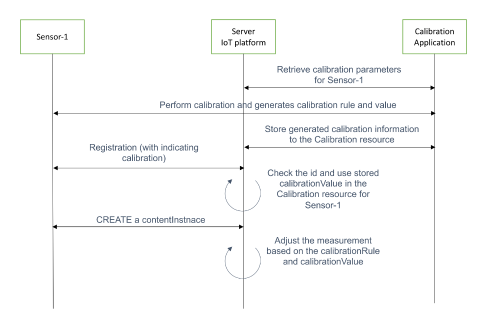 Sensor-1
Server
IoT platform
Calibration
Application
Retrieve calibration parameters
for Sensor-1
Perform calibration and generates calibration rule and value
Store generated calibration information
to the Calibration resource
Registration (with indicating
calibration)
Check the id and use stored
calibrationValue in the
Calibration resource for
Sensor-1
CREATE a contentInstnace
Adjust the measurement
based on the calibrationRule
and calibrationValue